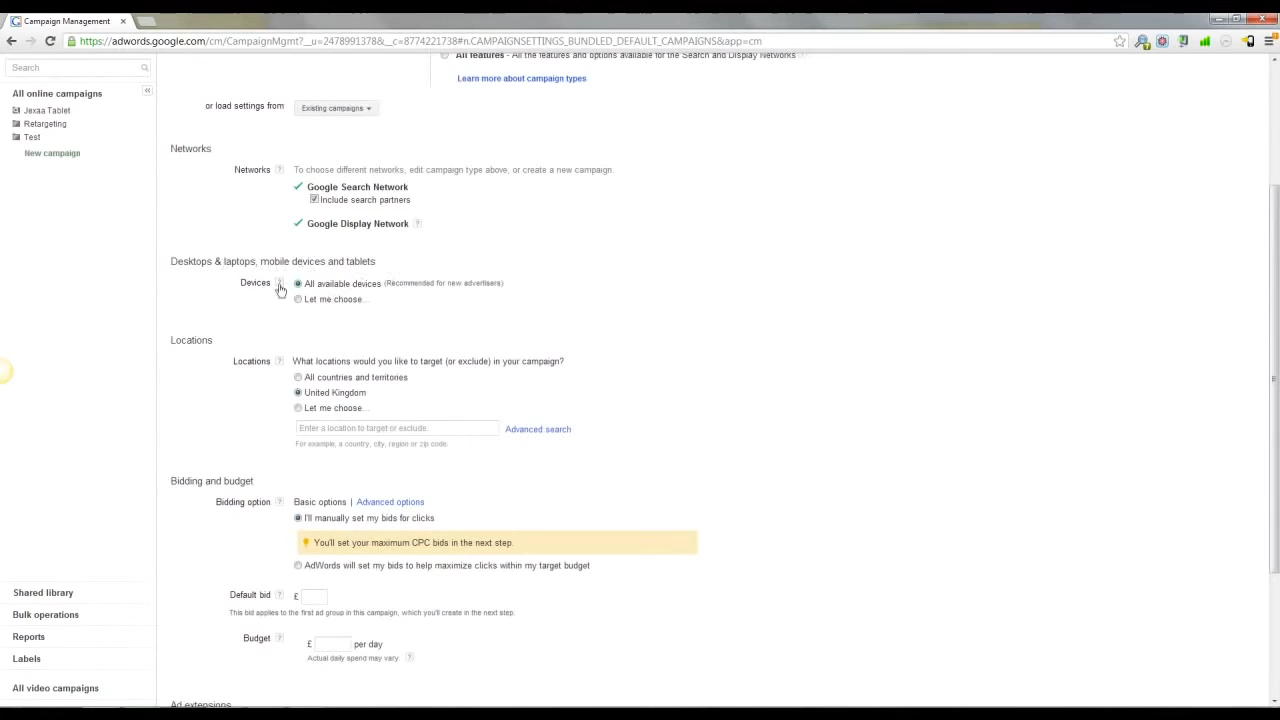 Campaign Management
https://adwords.google.com/cm/CampaignMgmt?__u=2478991378&__c=8774221738#n.CAMPAIGNSETTINGS_BUNDLED_DEFAULT_CAMPAIGNS&app=cm
Search
All online campaigns
Jexaa Tablet
Retargeting
Test
New campaign
Shared library
Bulk operations
Reports
Labels
All video campaigns
All features - All the features and options available for the Search and Display Networks
Learn more about campaign types
or load settings from Existing campaigns
Networks
Networks ? To choose different networks, edit campaign type above, or create a new campaign.
Google Search Network
Include search partners
Google Display Network ?
Desktops & laptops, mobile devices and tablets
Devices ? All available devices (Recommended for new advertisers)
Let me choose...
Locations
Locations ? What locations would you like to target (or exclude) in your campaign?
All countries and territories
United Kingdom
Let me choose...
Enter a location to target or exclude. Advanced search
For example, a country, city, region or zip code.
Bidding and budget
Bidding option ? Basic options | Advanced options
I'll manually set my bids for clicks
You'll set your maximum CPC bids in the next step.
AdWords will set my bids to help maximize clicks within my target budget
Default bid ? £
This bid applies to the first ad group in this campaign, which you'll create in the next step.
Budget ? £ per day
Actual daily spend may vary. ?
Ad extensions